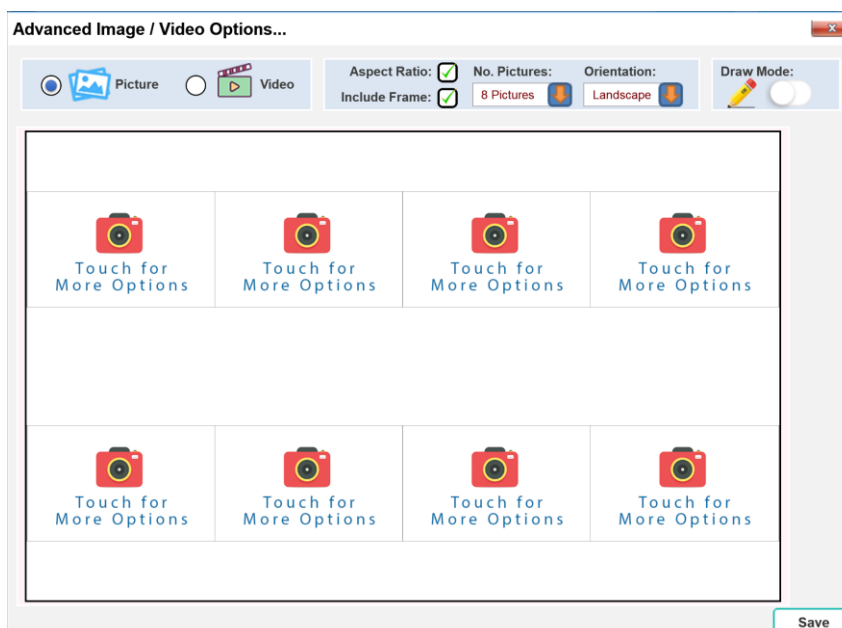 Advanced Image / Video Options...
x
Picture
Video
Aspect Ratio:
Include Frame:
No. Pictures:
8 Pictures
Orientation:
Landscape
Draw Mode:
Touch for
More Options
Touch for
More Options
Touch for
More Options
Touch for
More Options
Touch for
More Options
Touch for
More Options
Touch for
More Options
Touch for
More Options
Save